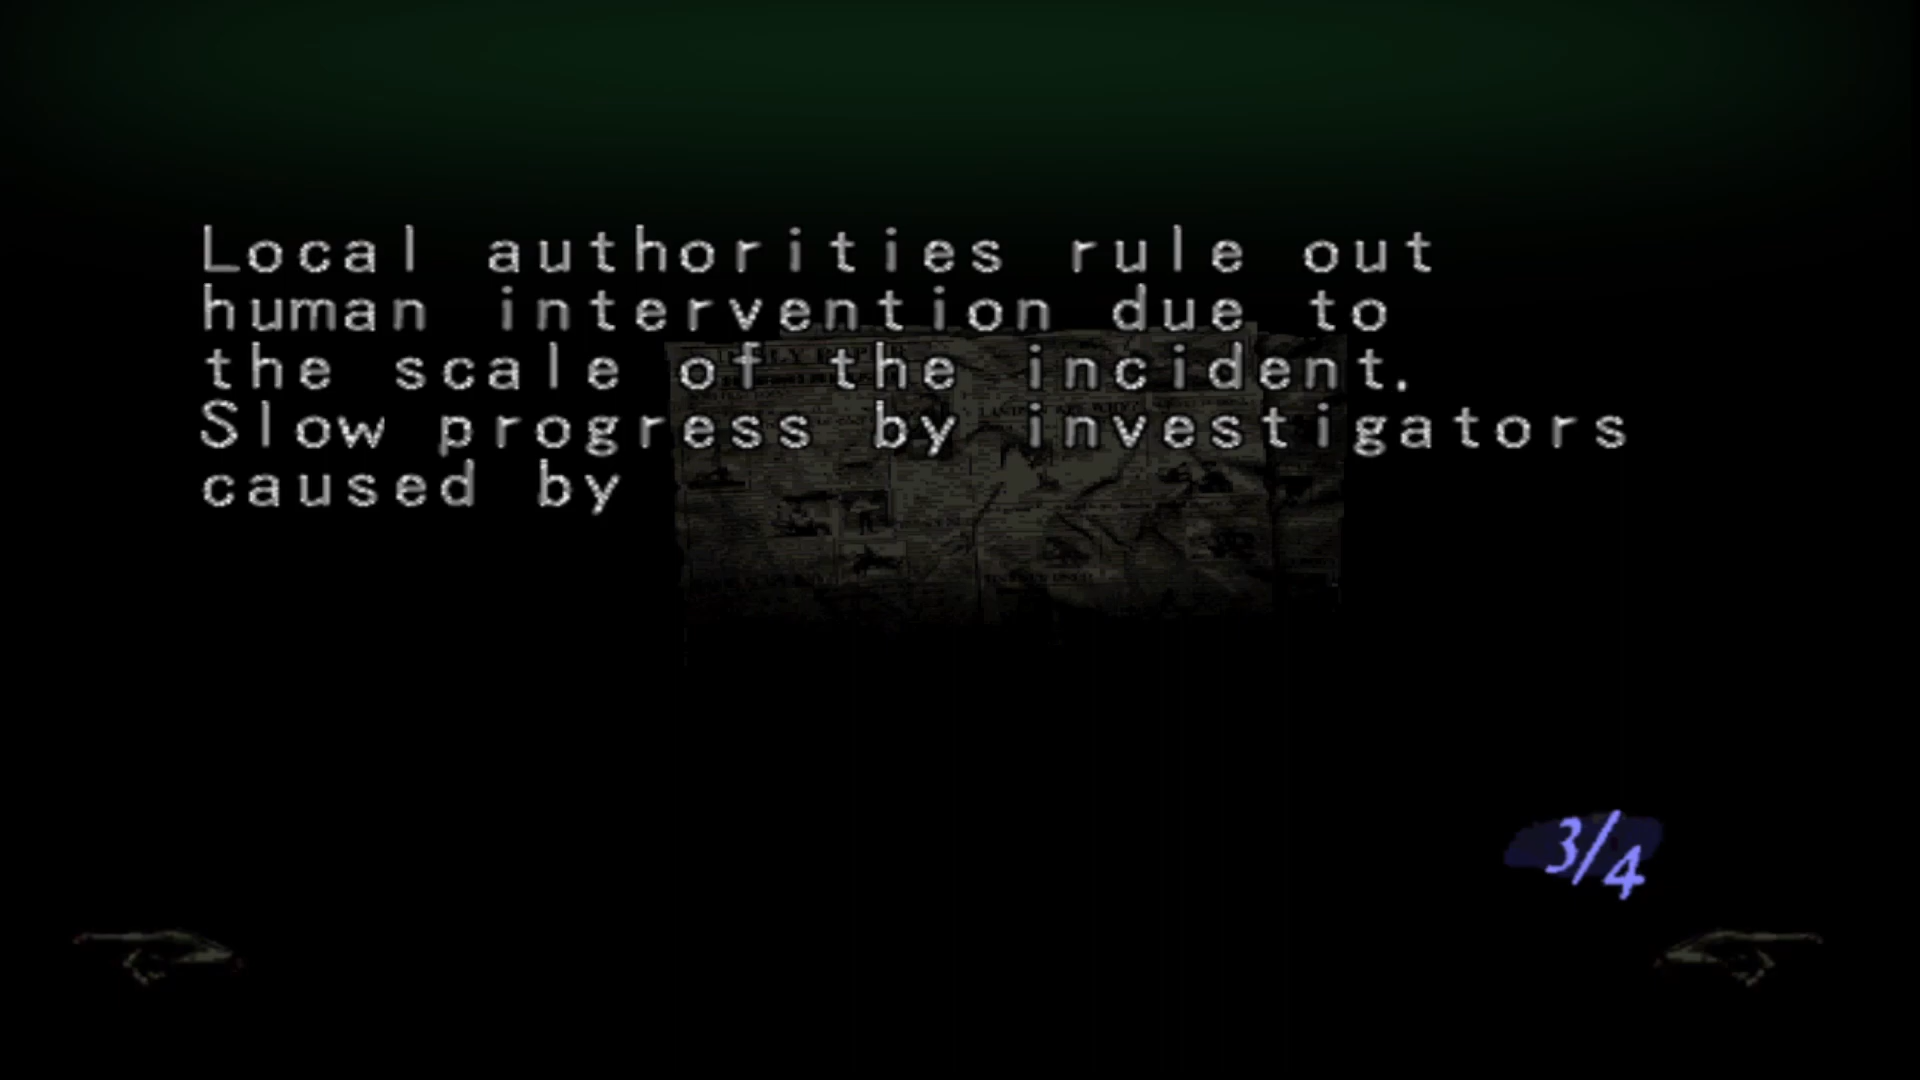 Local authorities rule out
human intervention due to
the scale of the incident.
Slow progress by investigators
caused by
3/4